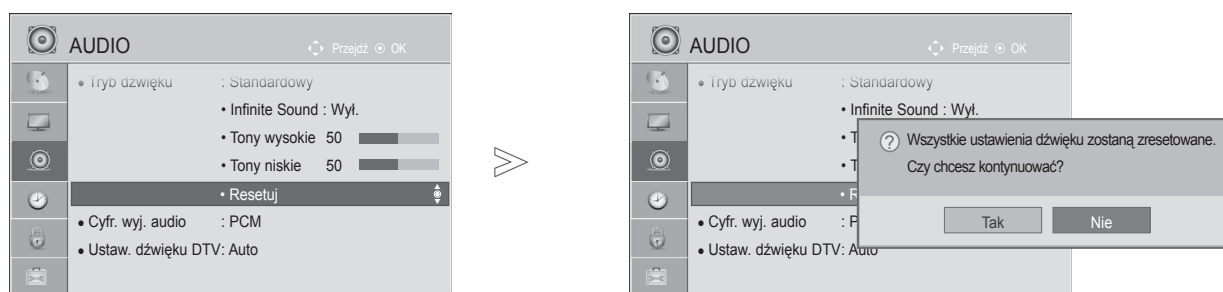 AUDIO
Przejdź OK
• Tryb dźwięku : Standardowy
• Infinite Sound : Wył.
• Tony wysokie 50
• Tony niskie 50
• Resetuj
• Cyfr. wyj. audio : PCM
• Ustaw. dźwięku DTV: Auto
>
AUDIO
Przejdź OK
• Tryb dźwięku : Standardowy
• Infinite Sound : Wył.
• T
• T
• R
• Cyfr. wyj. audio : P
• Ustaw. dźwięku DTV: Auto
? Wszystkie ustawienia dźwięku zostaną zresetowane.
Czy chcesz kontynuować?
Tak Nie